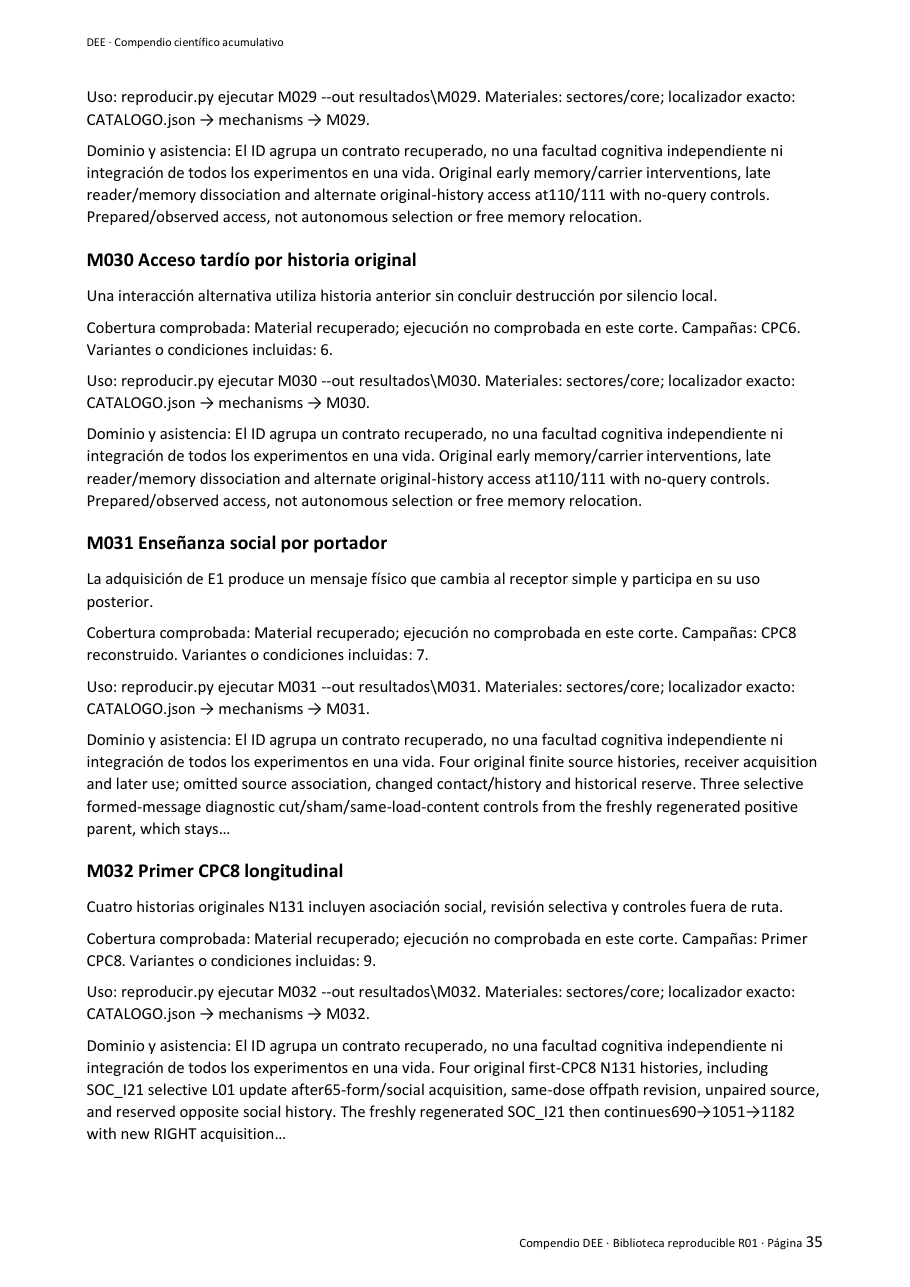 DEE · Compendio científico acumulativo
Uso: reproducir.py ejecutar M029 --out resultados\M029. Materiales: sectores/core; localizador exacto:
CATALOGO.json → mechanisms → M029.
Dominio y asistencia: El ID agrupa un contrato recuperado, no una facultad cognitiva independiente ni
integración de todos los experimentos en una vida. Original early memory/carrier interventions, late
reader/memory dissociation and alternate original-history access at110/111 with no-query controls.
Prepared/observed access, not autonomous selection or free memory relocation.
M030 Acceso tardío por historia original
Una interacción alternativa utiliza historia anterior sin concluir destrucción por silencio local.
Cobertura comprobada: Material recuperado; ejecución no comprobada en este corte. Campañas: CPC6.
Variantes o condiciones incluidas: 6.
Uso: reproducir.py ejecutar M030 --out resultados\M030. Materiales: sectores/core; localizador exacto:
CATALOGO.json → mechanisms → M030.
Dominio y asistencia: El ID agrupa un contrato recuperado, no una facultad cognitiva independiente ni
integración de todos los experimentos en una vida. Original early memory/carrier interventions, late
reader/memory dissociation and alternate original-history access at110/111 with no-query controls.
Prepared/observed access, not autonomous selection or free memory relocation.
M031 Enseñanza social por portador
La adquisición de E1 produce un mensaje físico que cambia al receptor simple y participa en su uso
posterior.
Cobertura comprobada: Material recuperado; ejecución no comprobada en este corte. Campañas: CPC8
reconstruido. Variantes o condiciones incluidas: 7.
Uso: reproducir.py ejecutar M031 --out resultados\M031. Materiales: sectores/core; localizador exacto:
CATALOGO.json → mechanisms → M031.
Dominio y asistencia: El ID agrupa un contrato recuperado, no una facultad cognitiva independiente ni
integración de todos los experimentos en una vida. Four original finite source histories, receiver acquisition
and later use; omitted source association, changed contact/history and historical reserve. Three selective
formed-message diagnostic cut/sham/same-load-content controls from the freshly regenerated positive
parent, which stays…
M032 Primer CPC8 longitudinal
Cuatro historias originales N131 incluyen asociación social, revisión selectiva y controles fuera de ruta.
Cobertura comprobada: Material recuperado; ejecución no comprobada en este corte. Campañas: Primer
CPC8. Variantes o condiciones incluidas: 9.
Uso: reproducir.py ejecutar M032 --out resultados\M032. Materiales: sectores/core; localizador exacto:
CATALOGO.json → mechanisms → M032.
Dominio y asistencia: El ID agrupa un contrato recuperado, no una facultad cognitiva independiente ni
integración de todos los experimentos en una vida. Four original first-CPC8 N131 histories, including
SOC_I21 selective L01 update after65-form/social acquisition, same-dose offpath revision, unpaired source,
and reserved opposite social history. The freshly regenerated SOC_I21 then continues690→1051→1182
with new RIGHT acquisition…
Compendio DEE · Biblioteca reproducible R01 · Página 35